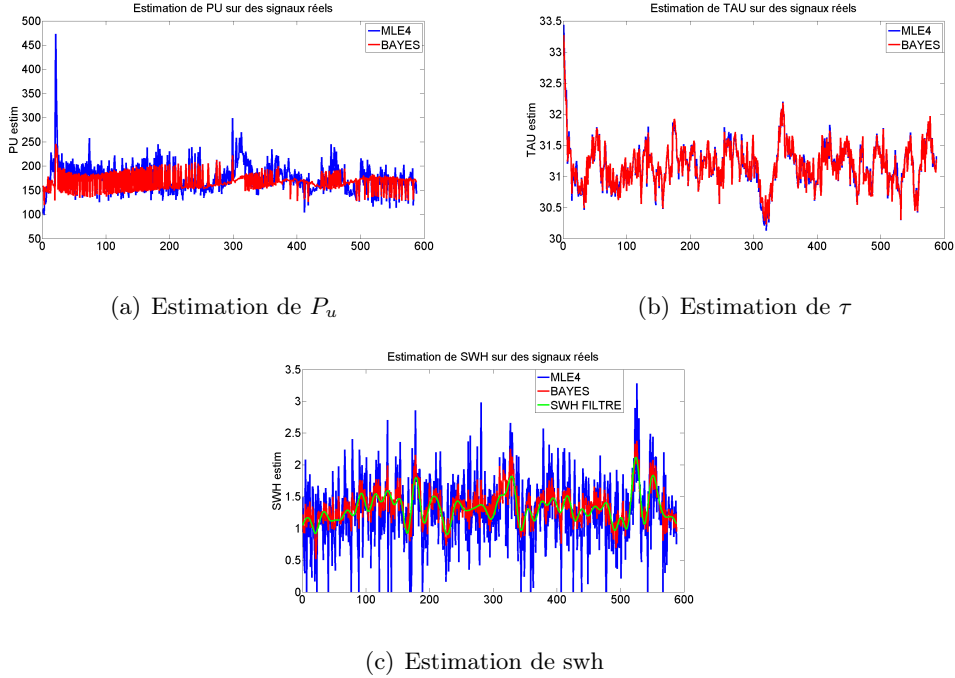 Estimation de PU sur des signaux réels
500
450
400
350
300
250
200
150
100
50
PU estim
0 100 200 300 400 500 600
MLE4
BAYES
(a) Estimation de Pu
Estimation de TAU sur des signaux réels
33.5
33
32.5
32
31.5
31
30.5
30
TAU estim
0 100 200 300 400 500 600
MLE4
BAYES
(b) Estimation de τ
Estimation de SWH sur des signaux réels
3.5
3
2.5
2
1.5
1
0.5
0
SWH estim
0 100 200 300 400 500 600
MLE4
BAYES
SWH FILTRE
(c) Estimation de swh